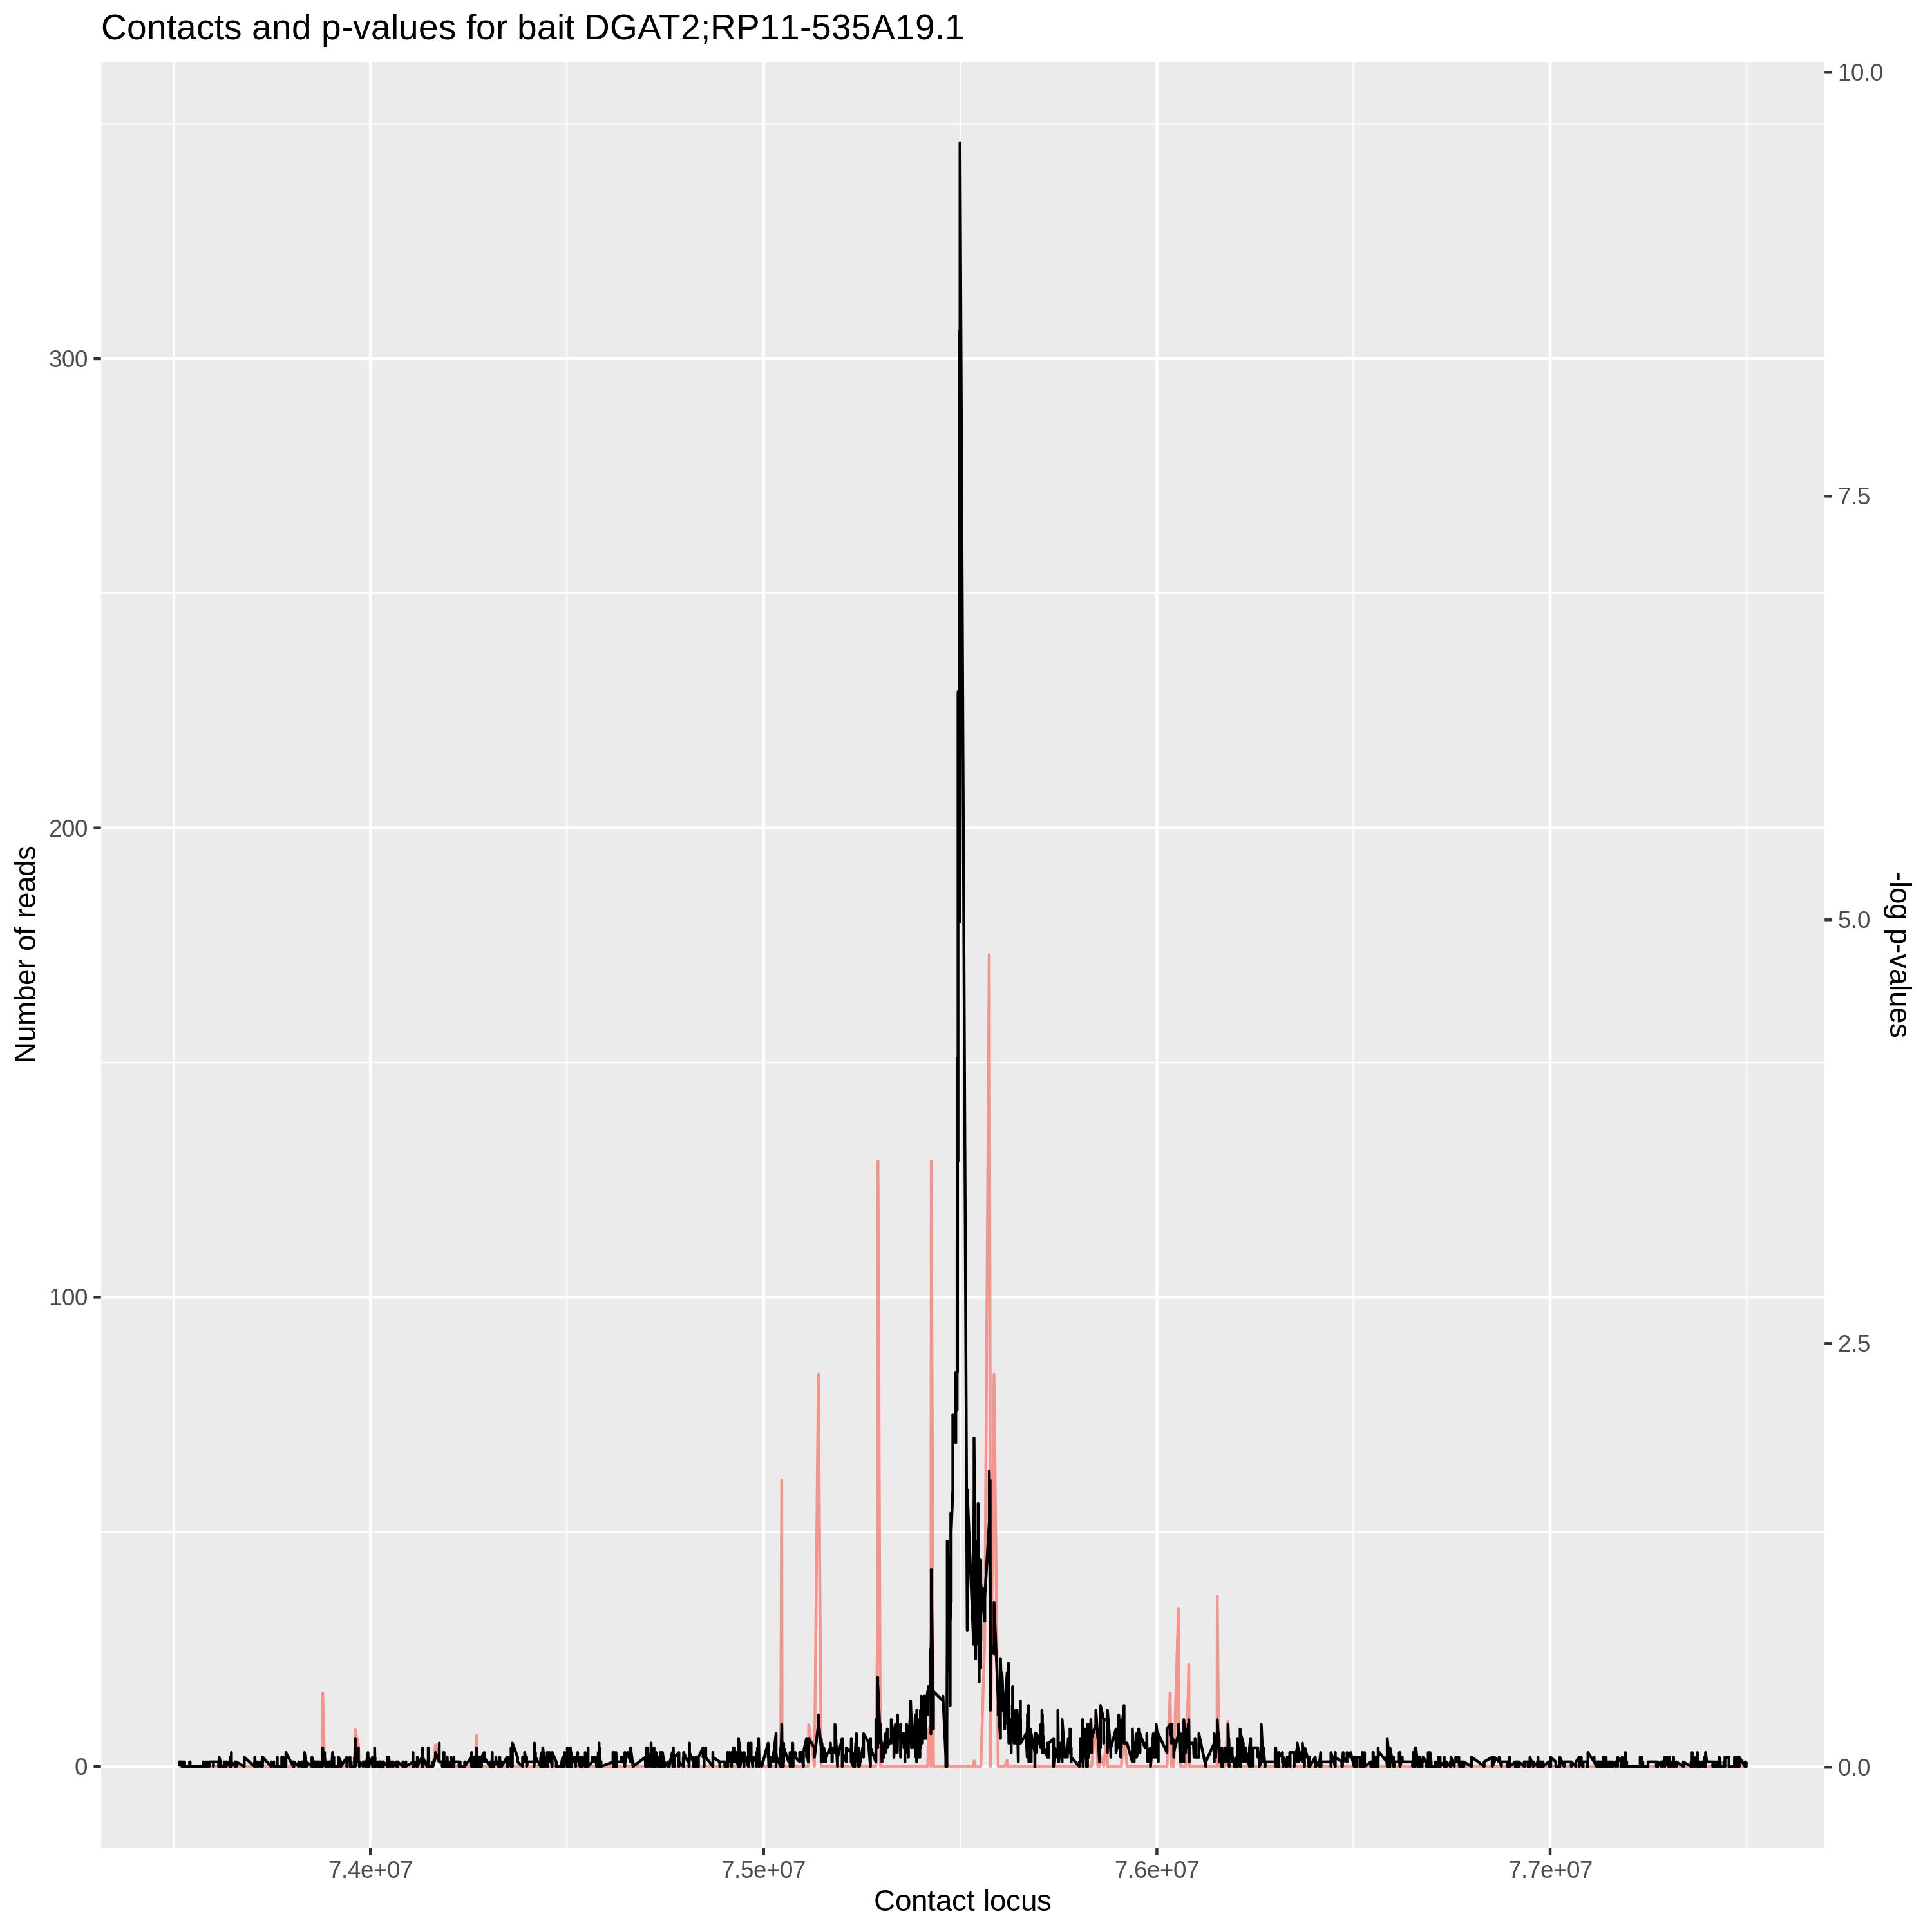 Contacts and p-values for bait DGAT2;RP11-535A19.1
10.0
300
7.5
200
Number of reads
-log p-values
5.0
100
2.5
0
0.0
7.4e+07
7.5e+07
7.6e+07
7.7e+07
Contact locus